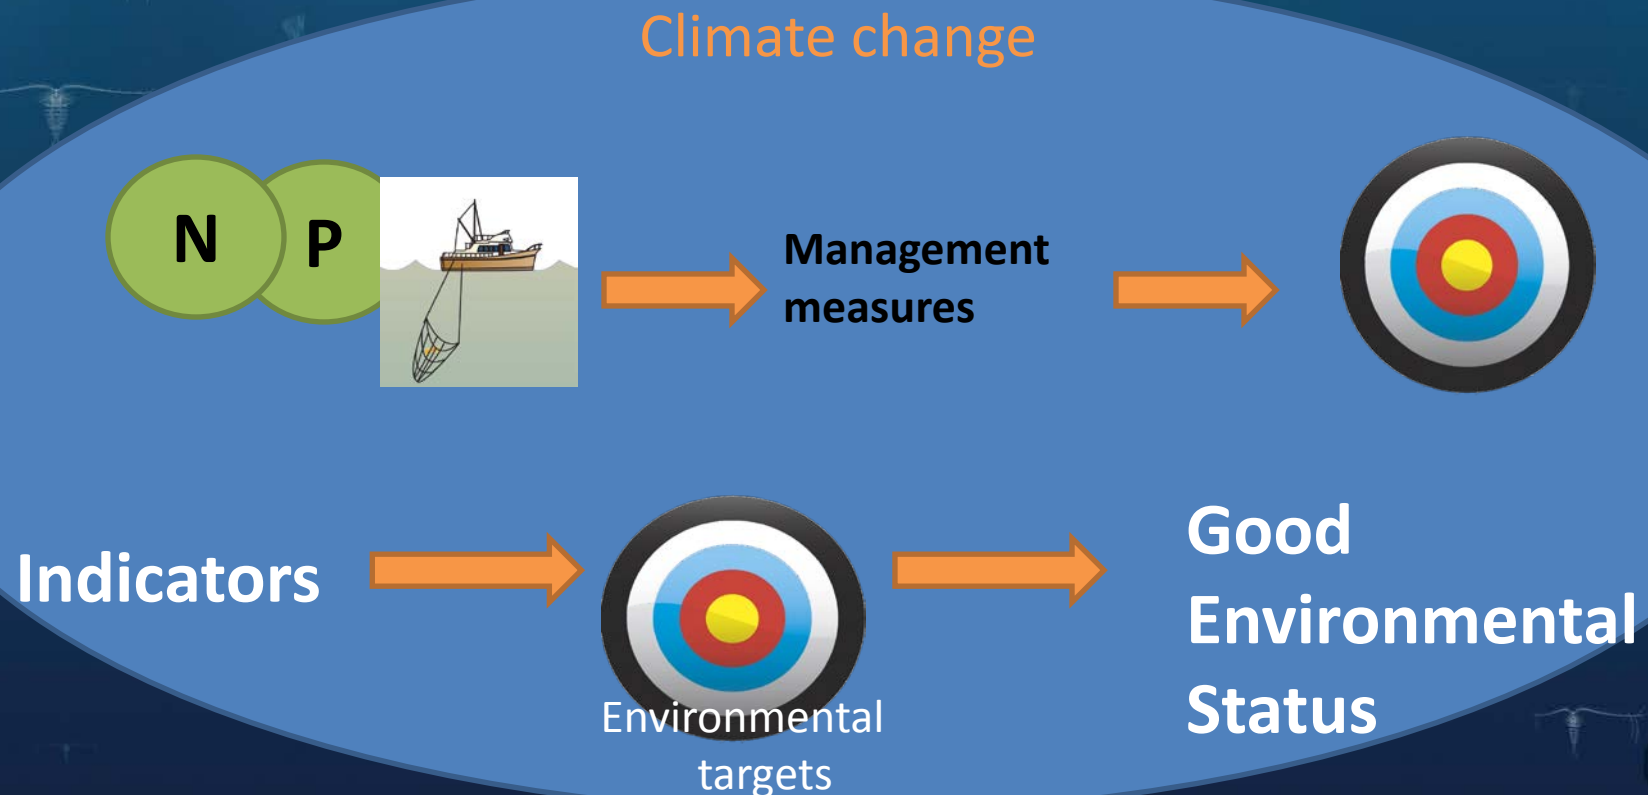 Climate change
N
P
Management
measures
Indicators
Environmental
targets
Good
Environmental
Status